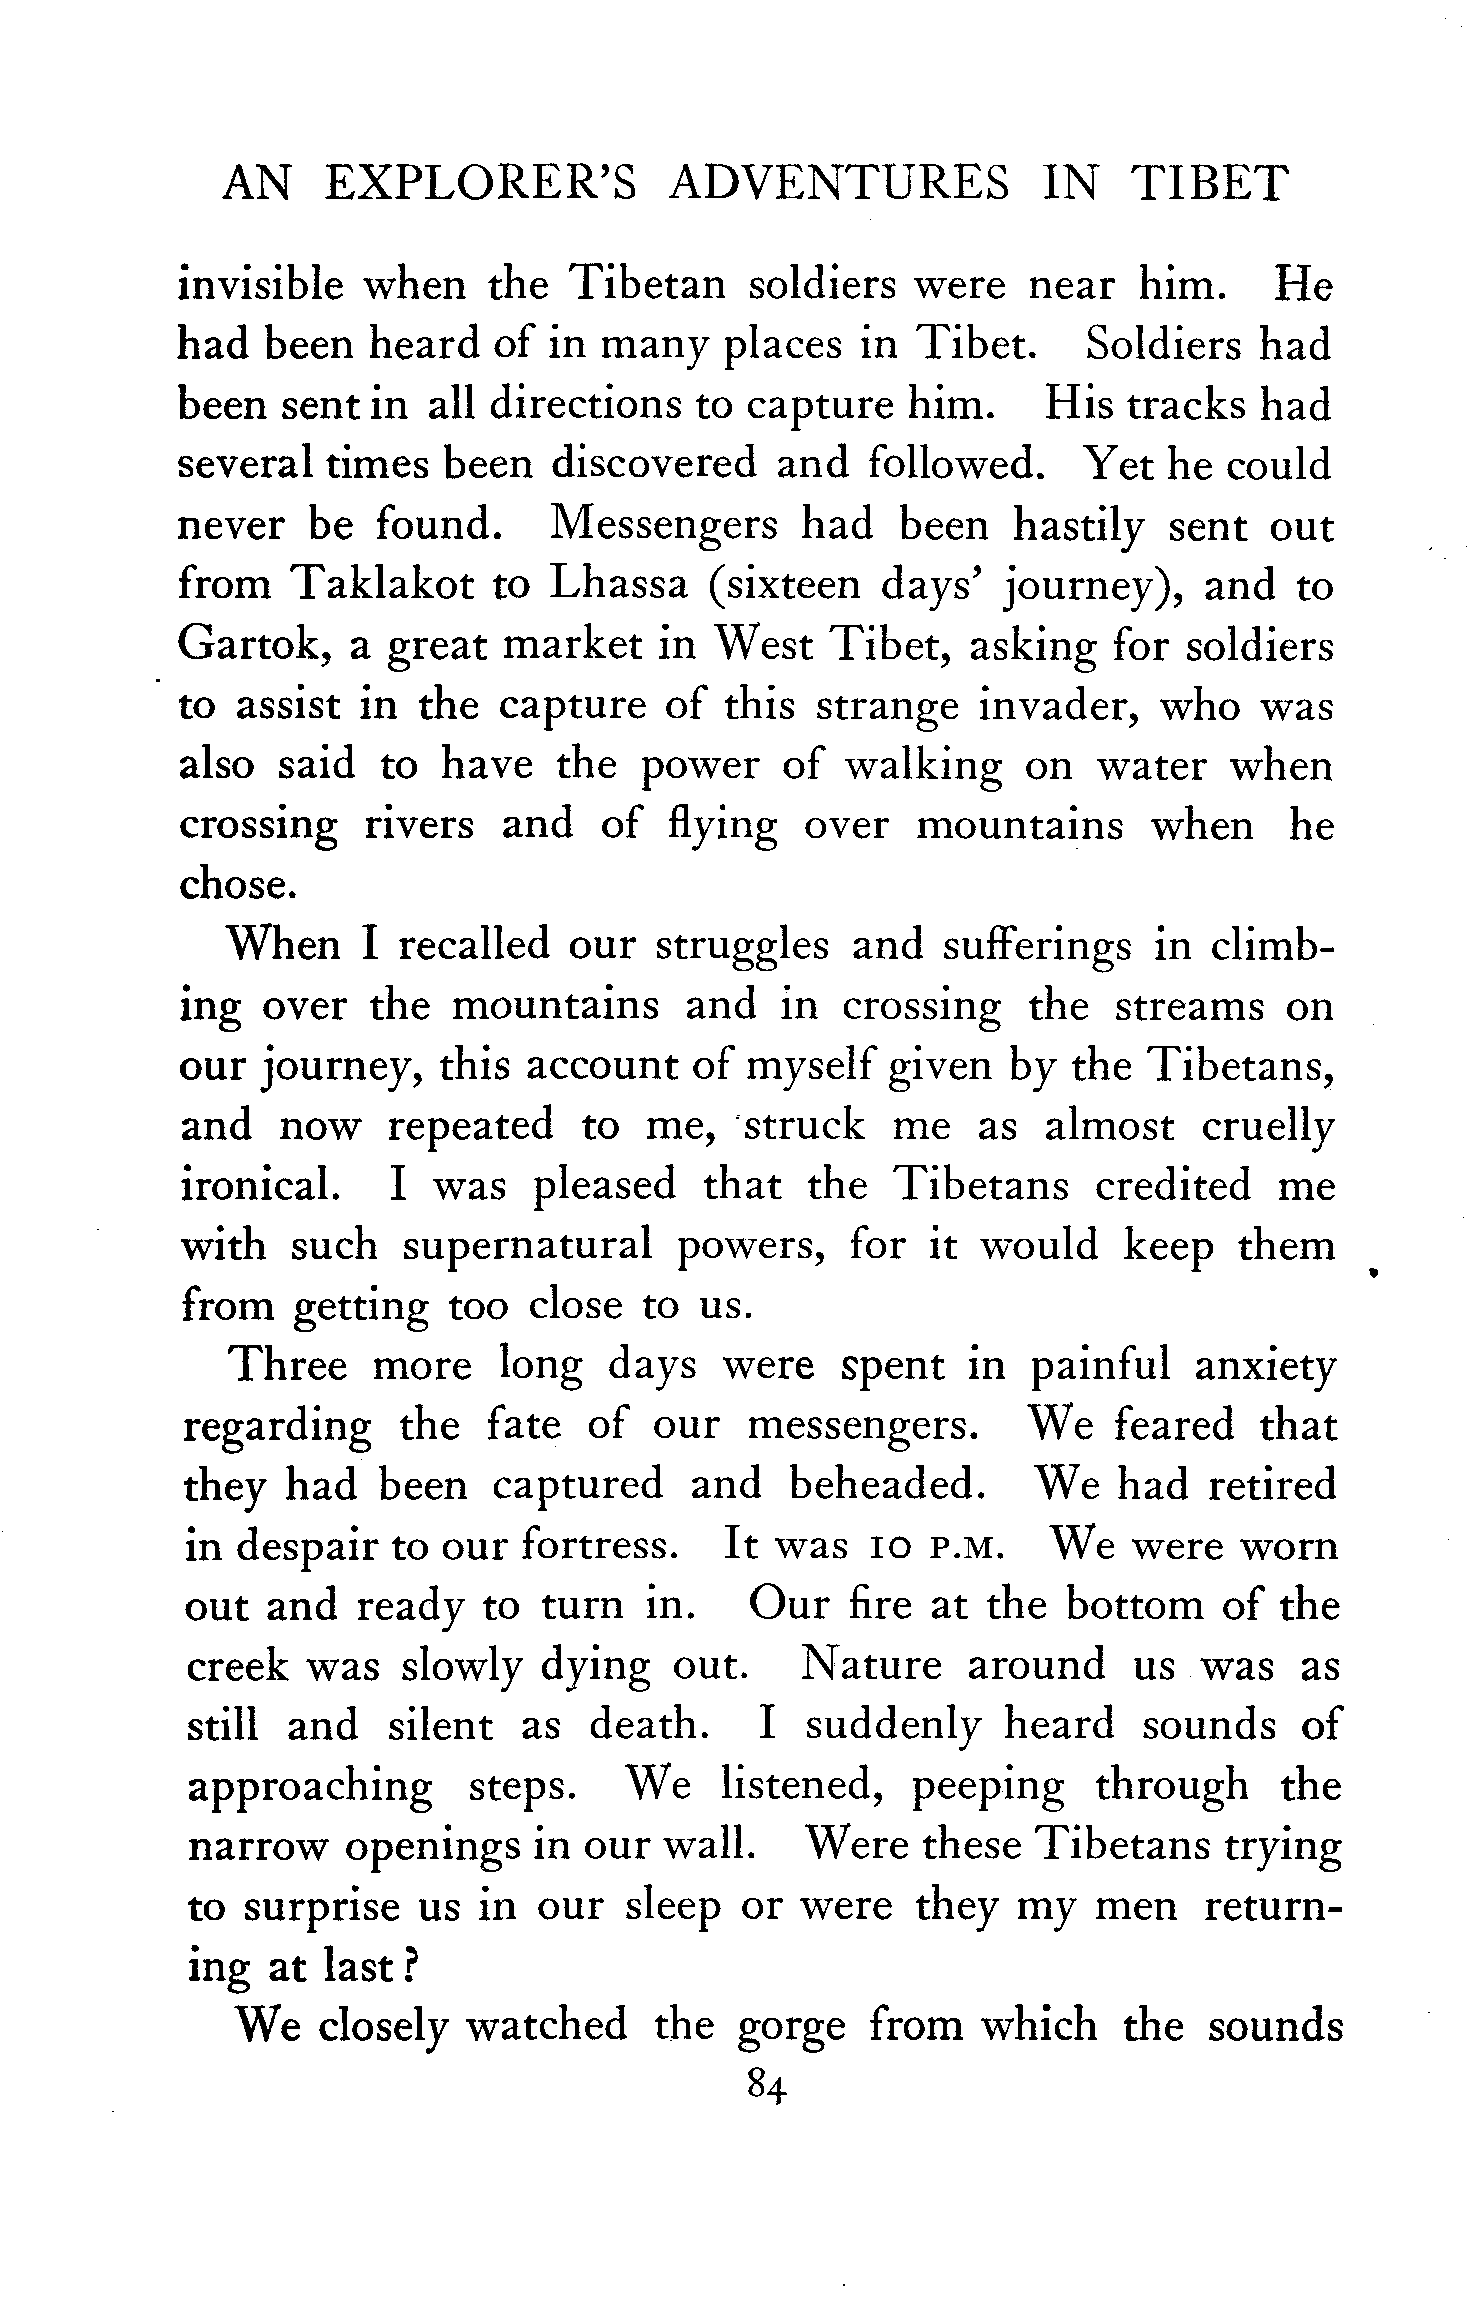 AN EXPLORER'S ADVENTURES IN TIBET
invisible when the Tibetan soldiers were near him. He
had been heard of in many places in Tibet. Soldiers had
been sent in all directions to capture him. His tracks had
several times been discovered and followed. Yet he could
never be found. Messengers had been hastily sent out
from Taklakot to Lhassa (sixteen days' journey), and to
Gartok, a great market in West Tibet, asking for soldiers
to assist in the capture of this strange invader, who was
also said to have the power of walking on water when
crossing rivers and of flying over mountains when he
chose.
When I recalled our struggles and sufferings in climb-
ing over the mountains and in crossing the streams on
our journey, this account of myself given by the Tibetans,
and now repeated to me, struck me as almost cruelly
ironical. I was pleased that the Tibetans credited me
with such supernatural powers, for it would keep them
from getting too close to us.
Three more long days were spent in painful anxiety
regarding the fate of our messengers. We feared that
they had been captured and beheaded. We had retired
in despair to our fortress. It was 10 P.M. We were worn
out and ready to turn in. Our fire at the bottom of the
creek was slowly dying out. Nature around us was as
still and silent as death. I suddenly heard sounds of
approaching steps. We listened, peeping through the
narrow openings in our wall. Were these Tibetans trying
to surprise us in our sleep or were they my men return-
ing at last?
We closely watched the gorge from which the sounds
84